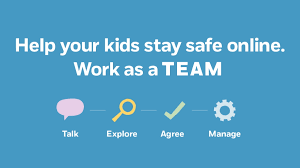 Help your kids stay safe online.
Work as a TEAM
Talk Explore Agree Manage